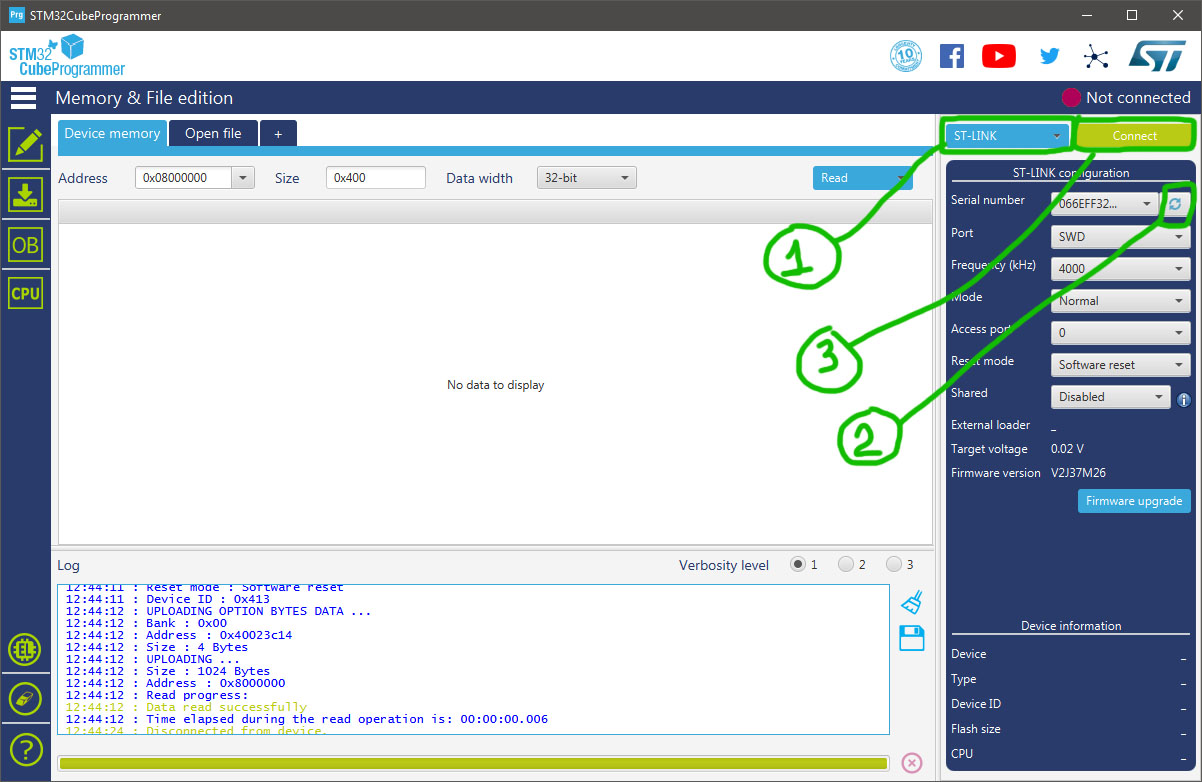 Prg STM32CubeProgrammer
STM32
CubeProgrammer
10
YEARS
ST
Memory & File edition
Not connected
Device memory
Open file
+
ST-LINK
Connect
Address
0x08000000
Size
0x400
Data width
32-bit
Read
No data to display
OB
CPU
1
3
2
ST-LINK configuration
Serial number 066EFF32...
Port SWD
Frequency (kHz) 4000
Mode Normal
Access port 0
Reset mode Software reset
Shared Disabled
External loader _
Target voltage 0.02 V
Firmware version V2J37M26
Firmware upgrade
Log
Verbosity level 1 2 3
12:44:11 : Reset mode : Software reset
12:44:11 : Device ID : 0x413
12:44:12 : UPLOADING OPTION BYTES DATA ...
12:44:12 : Bank : 0x00
12:44:12 : Address : 0x40023c14
12:44:12 : Size : 4 Bytes
12:44:12 : UPLOADING ...
12:44:12 : Size : 1024 Bytes
12:44:12 : Address : 0x8000000
12:44:12 : Read progress:
12:44:12 : Data read successfully
12:44:12 : Time elapsed during the read operation is: 00:00:00.006
12:44:24 : Disconnected from device.
Device information
Device _
Type _
Device ID _
Flash size _
CPU _
?